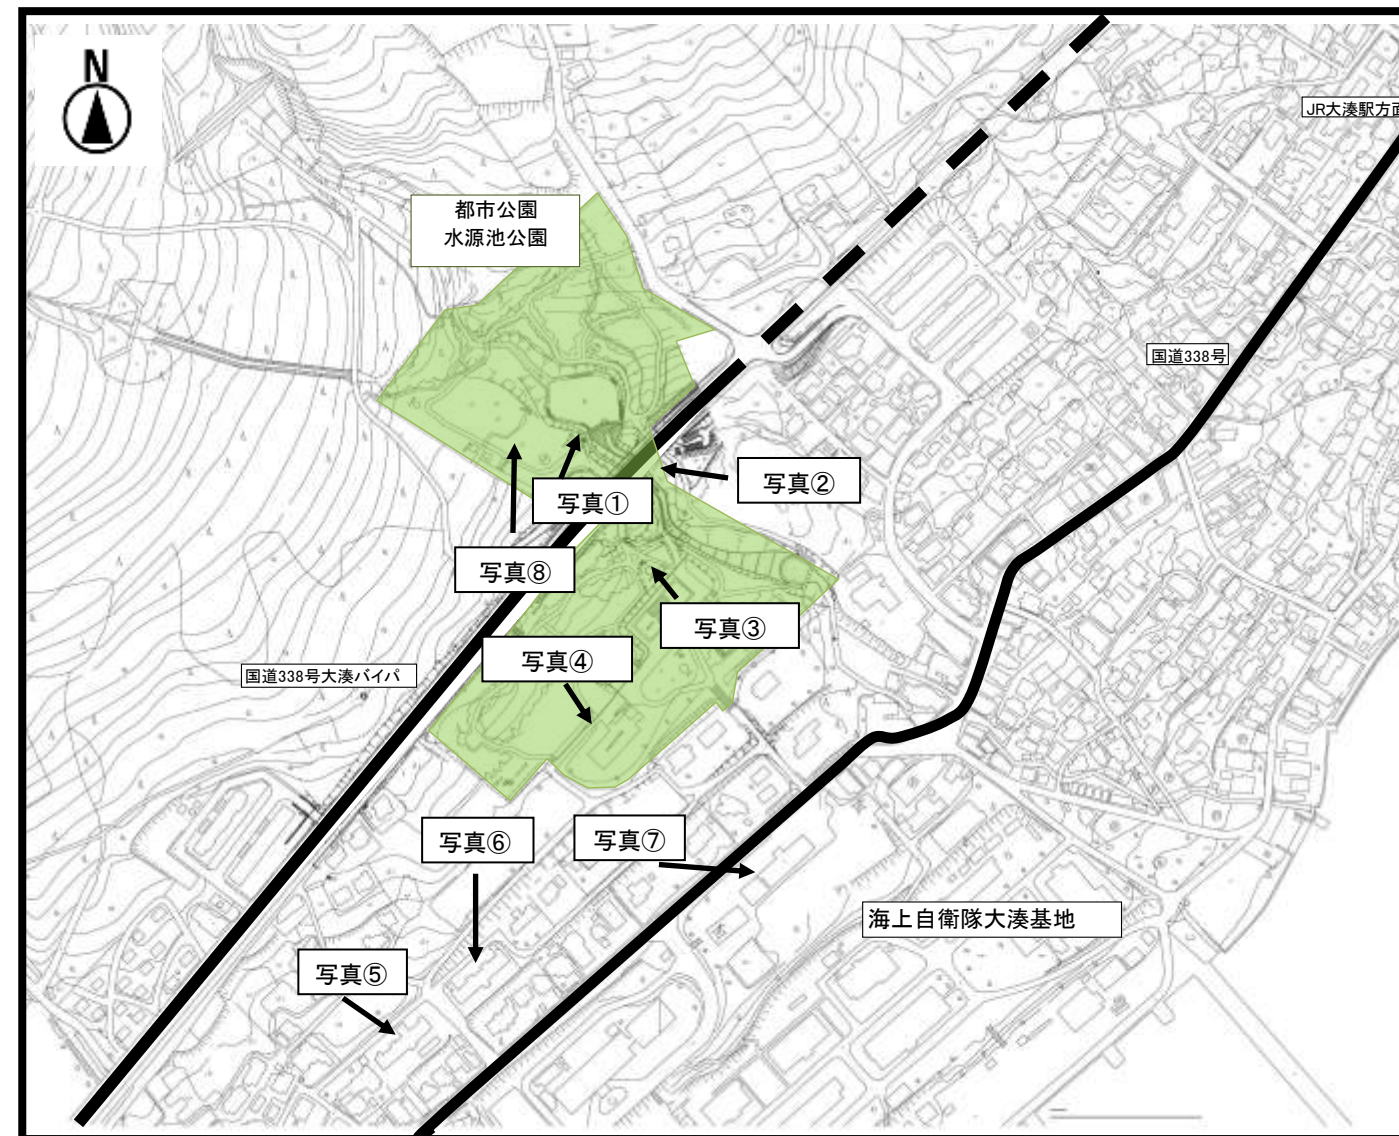 N
JR大湊駅方面
都市公園
水源池公園
国道338号
写真②
写真①
写真⑧
写真③
写真④
国道338号大湊バイパ
写真⑥
写真⑦
海上自衛隊大湊基地
写真⑤